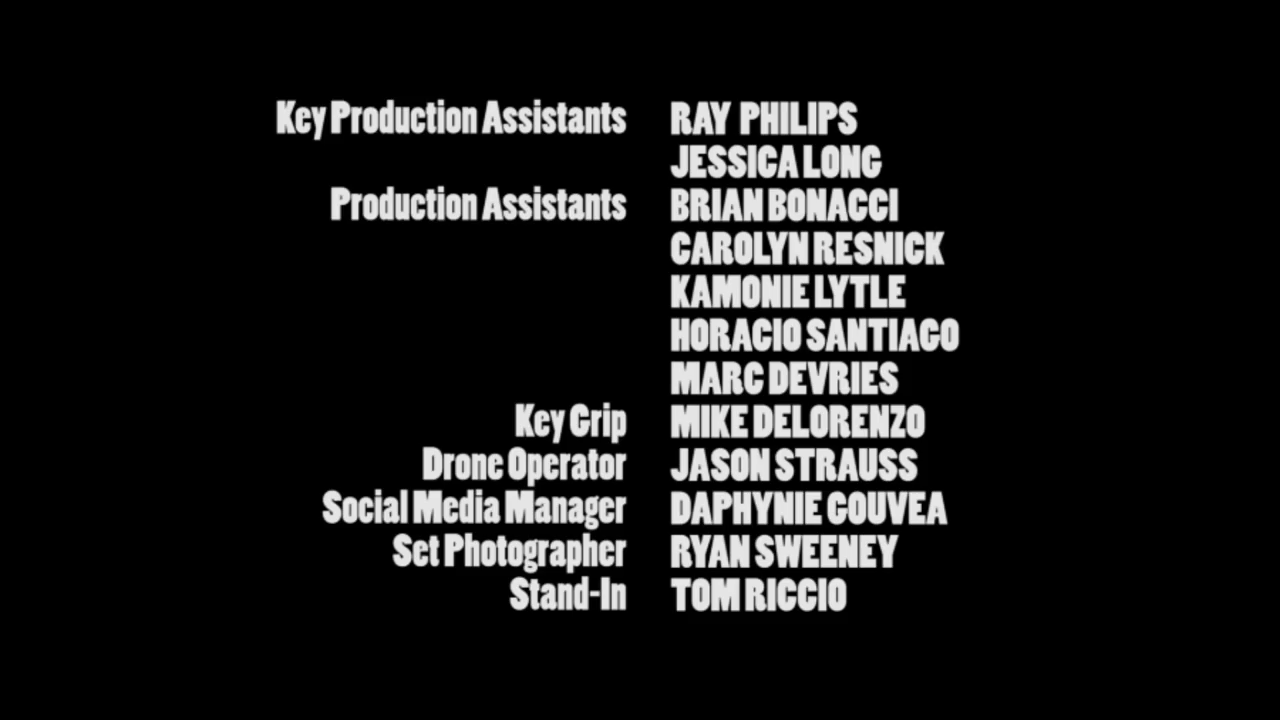 Key Production Assistants RAY PHILIPS
JESSICA LONG
Production Assistants BRIAN BONACCI
CAROLYN RESNICK
KAMONIE LYTLE
HORACIO SANTIAGO
MARC DEVRIES
Key Grip MIKE DELORENZO
Drone Operator JASON STRAUSS
Social Media Manager DAPHYNIE GOUVEA
Set Photographer RYAN SWEENEY
Stand-In TOM RICCIO